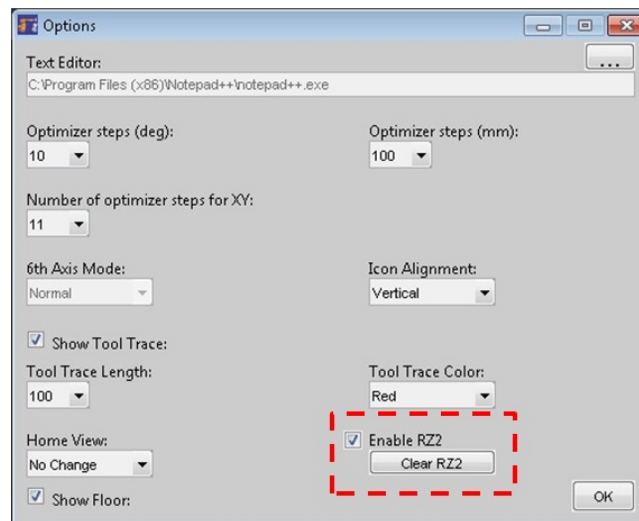 Options
Text Editor:
...
C:\Program Files (x86)\Notepad++\notepad++.exe
Optimizer steps (deg):
Optimizer steps (mm):
10
100
Number of optimizer steps for XY:
11
6th Axis Mode:
Icon Alignment:
Normal
Vertical
Show Tool Trace:
Tool Trace Length:
Tool Trace Color:
100
Red
Home View:
Enable RZ2
No Change
Clear RZ2
Show Floor:
OK